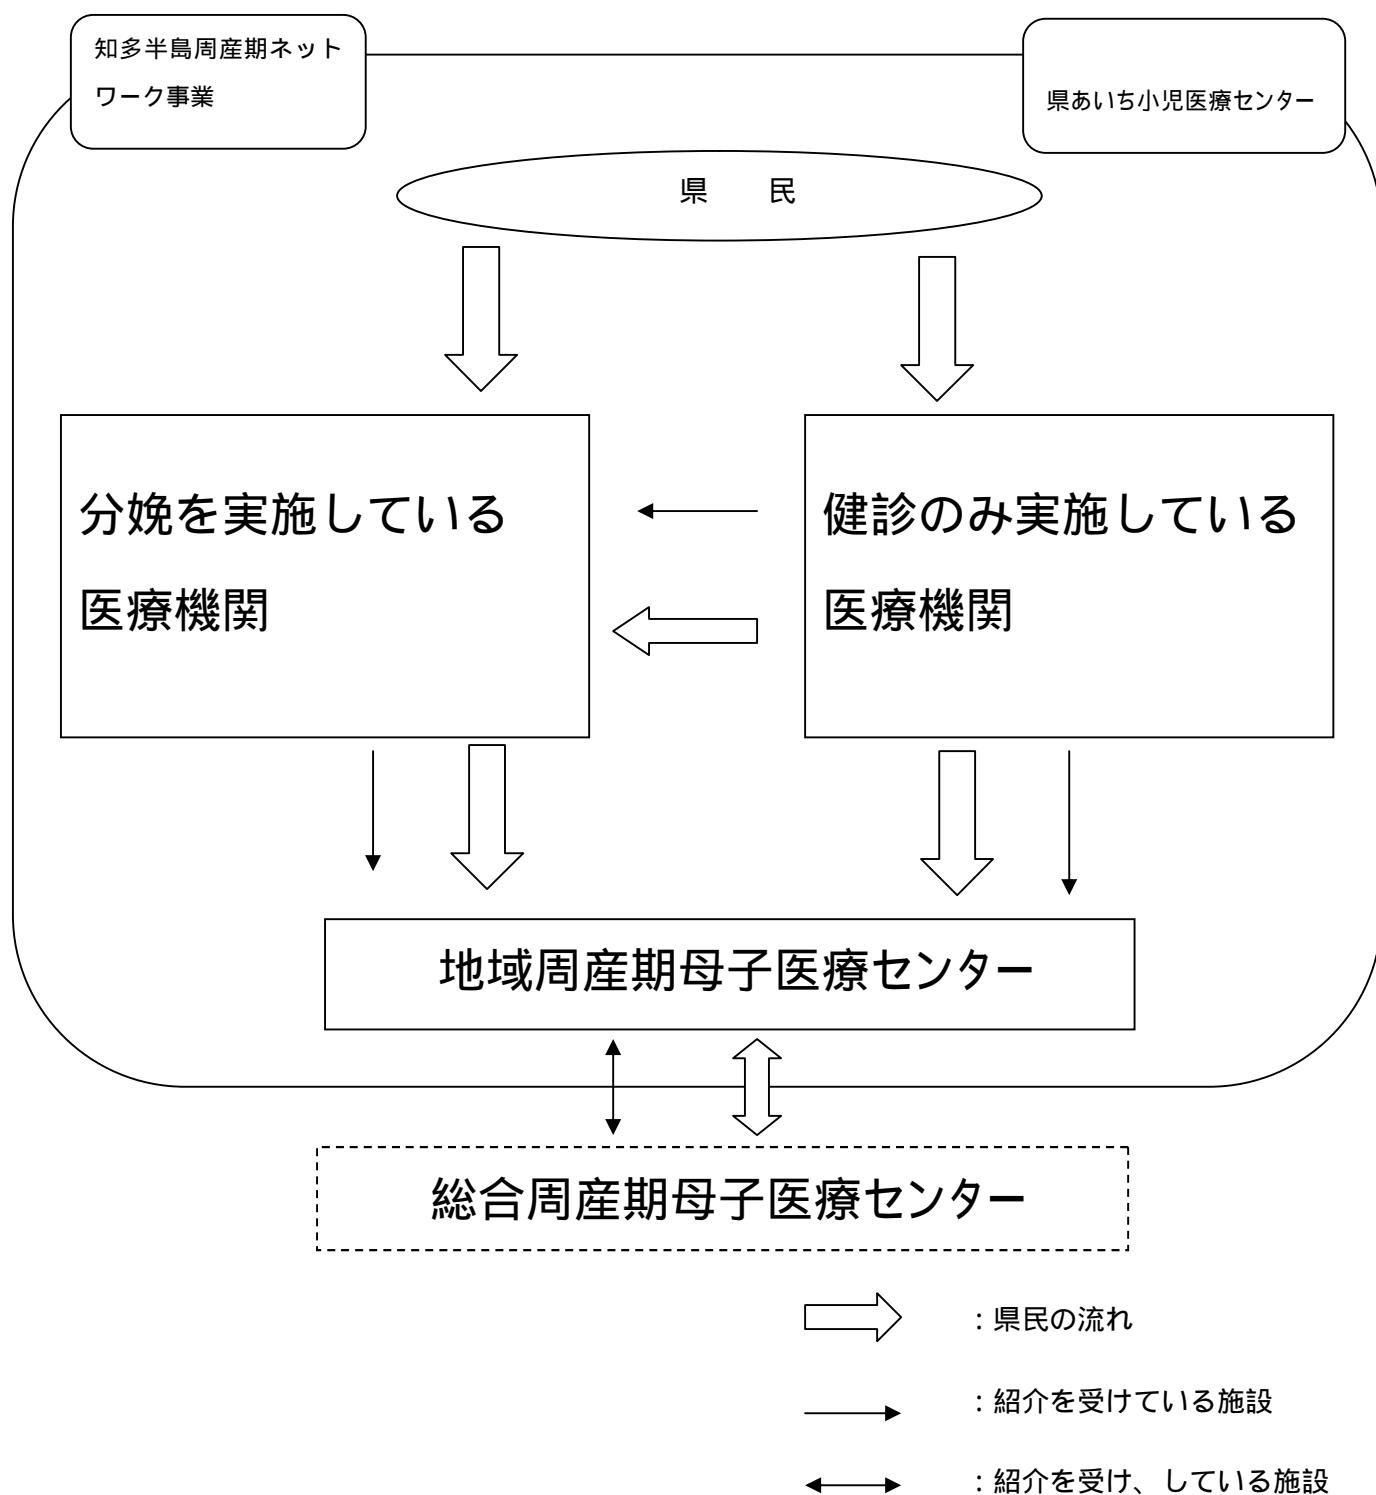 知多半島周産期ネット
ワーク事業
県あいち小児医療センター
県　　民
分娩を実施している
医療機関
健診のみ実施している
医療機関
地域周産期母子医療センター
総合周産期母子医療センター
：県民の流れ
：紹介を受けている施設
：紹介を受け、している施設